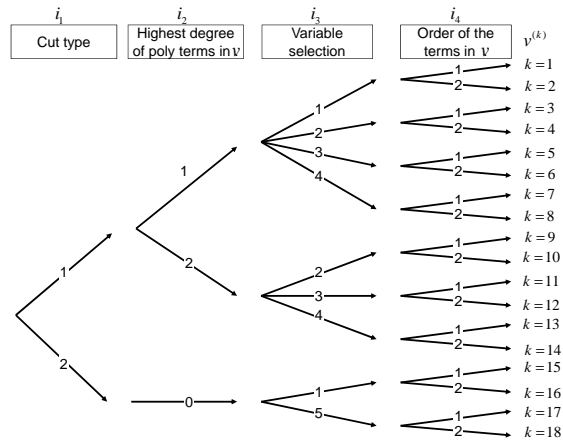 i1 i2 i3 i4
Cut type
Highest degree
of poly terms in v
Variable
selection
Order of the
terms in v
v^(k)
1 k = 1
2 k = 2
1
1 k = 3
2 k = 4
2
1 k = 5
2 k = 6
3
1 k = 7
2 k = 8
4
1
1 k = 9
2 k = 10
2
1 k = 11
2 k = 12
3
1 k = 13
2 k = 14
4
2
1
1 k = 15
2 k = 16
1
1 k = 17
2 k = 18
5
0
2